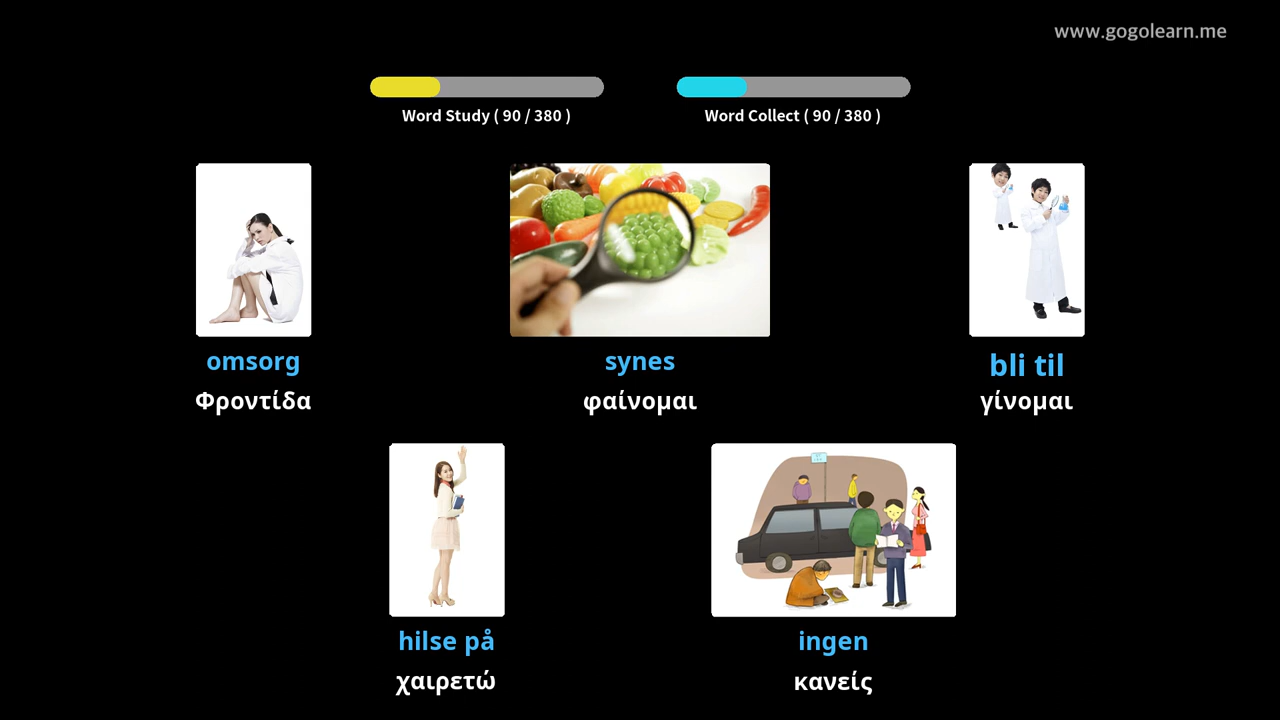 www.gogolearn.me
Word Study ( 90 / 380 )
Word Collect ( 90 / 380 )
omsorg
Φροντίδα
synes
φαίνομαι
bli til
γίνομαι
hilse på
χαιρετώ
ingen
κανείς